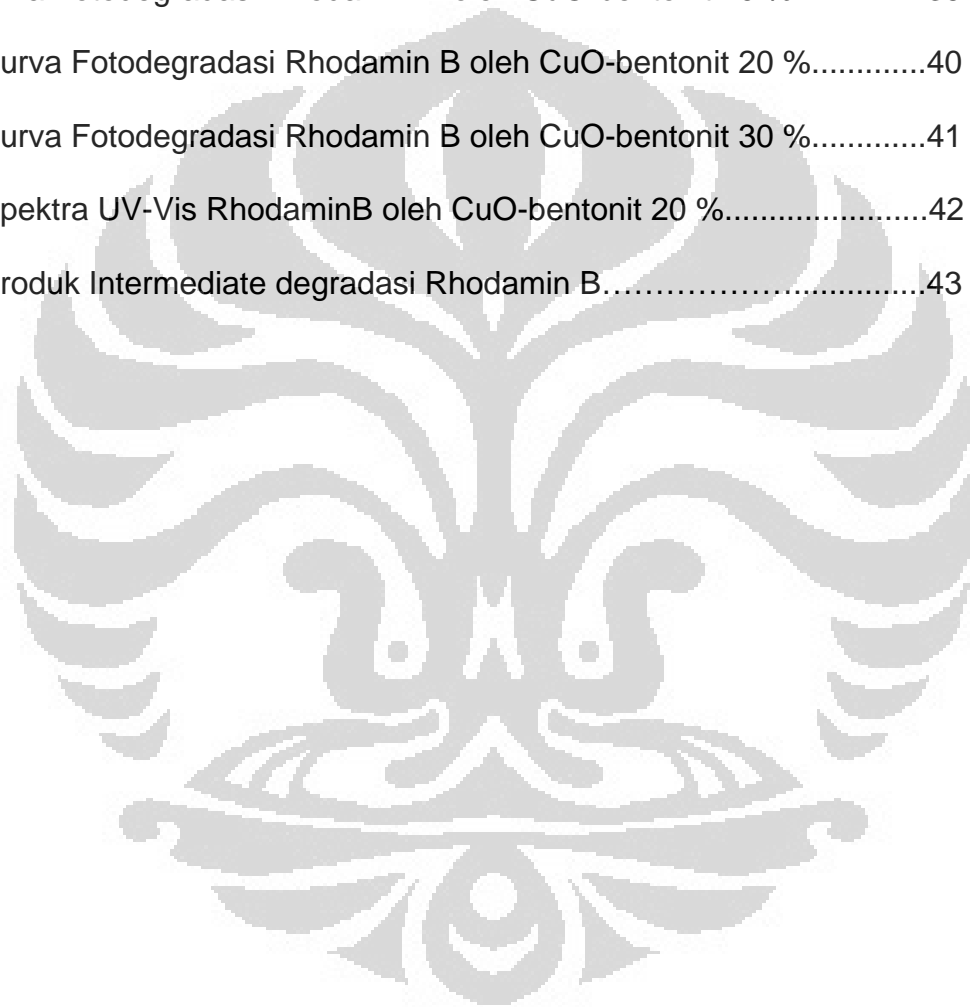 urva Fotodegradasi Rhodamin B oleh CuO-bentonit 20 %.............40
urva Fotodegradasi Rhodamin B oleh CuO-bentonit 30 %.............41
pektra UV-Vis RhodaminB oleh CuO-bentonit 20 %......................42
roduk Intermediate degradasi Rhodamin B……………….................43